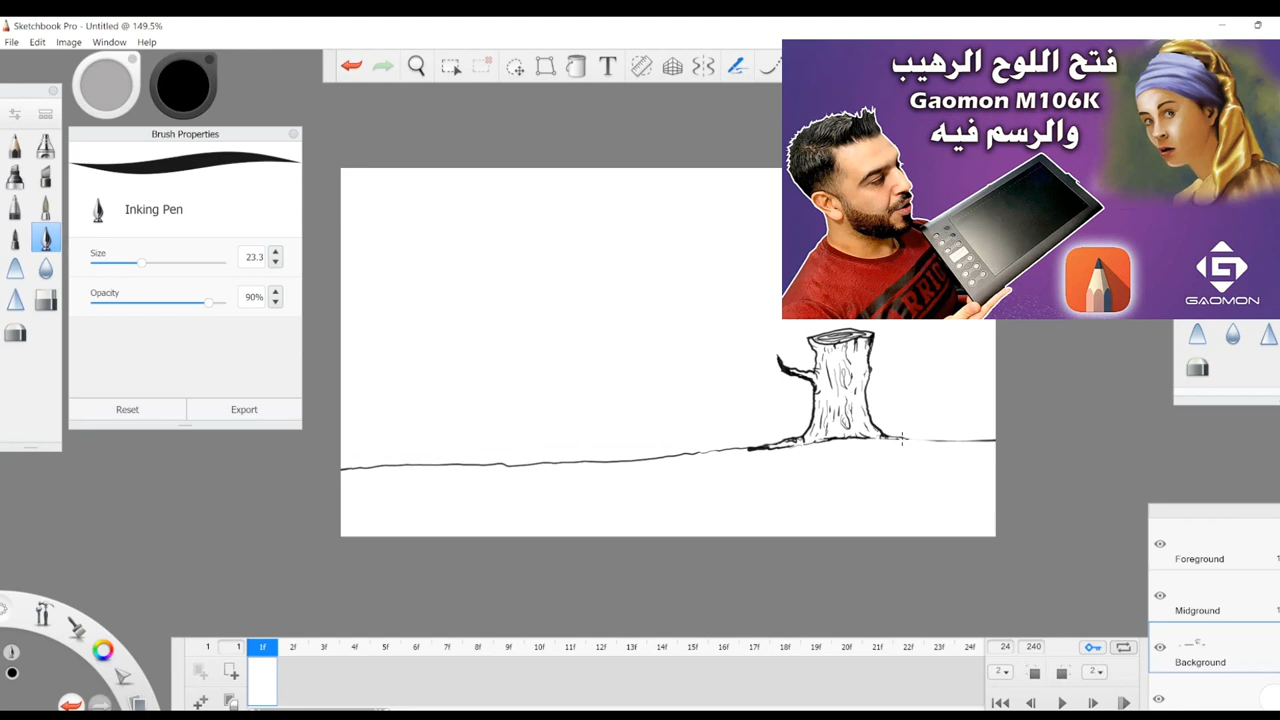 Sketchbook Pro - Untitled @ 149.5%
File Edit Image Window Help
T
Brush Properties
Inking Pen
Size
23.3
Opacity
90%
Reset Export
فتح اللوح الرهيب
Gaomon M106K
والرسم فيه
GAOMON
Foreground
Midground
Background
1 1 1f 2f 3f 4f 5f 6f 7f 8f 9f 10f 11f 12f 13f 14f 15f 16f 17f 18f 19f 20f 21f 22f 23f 24f 24 240
2 2